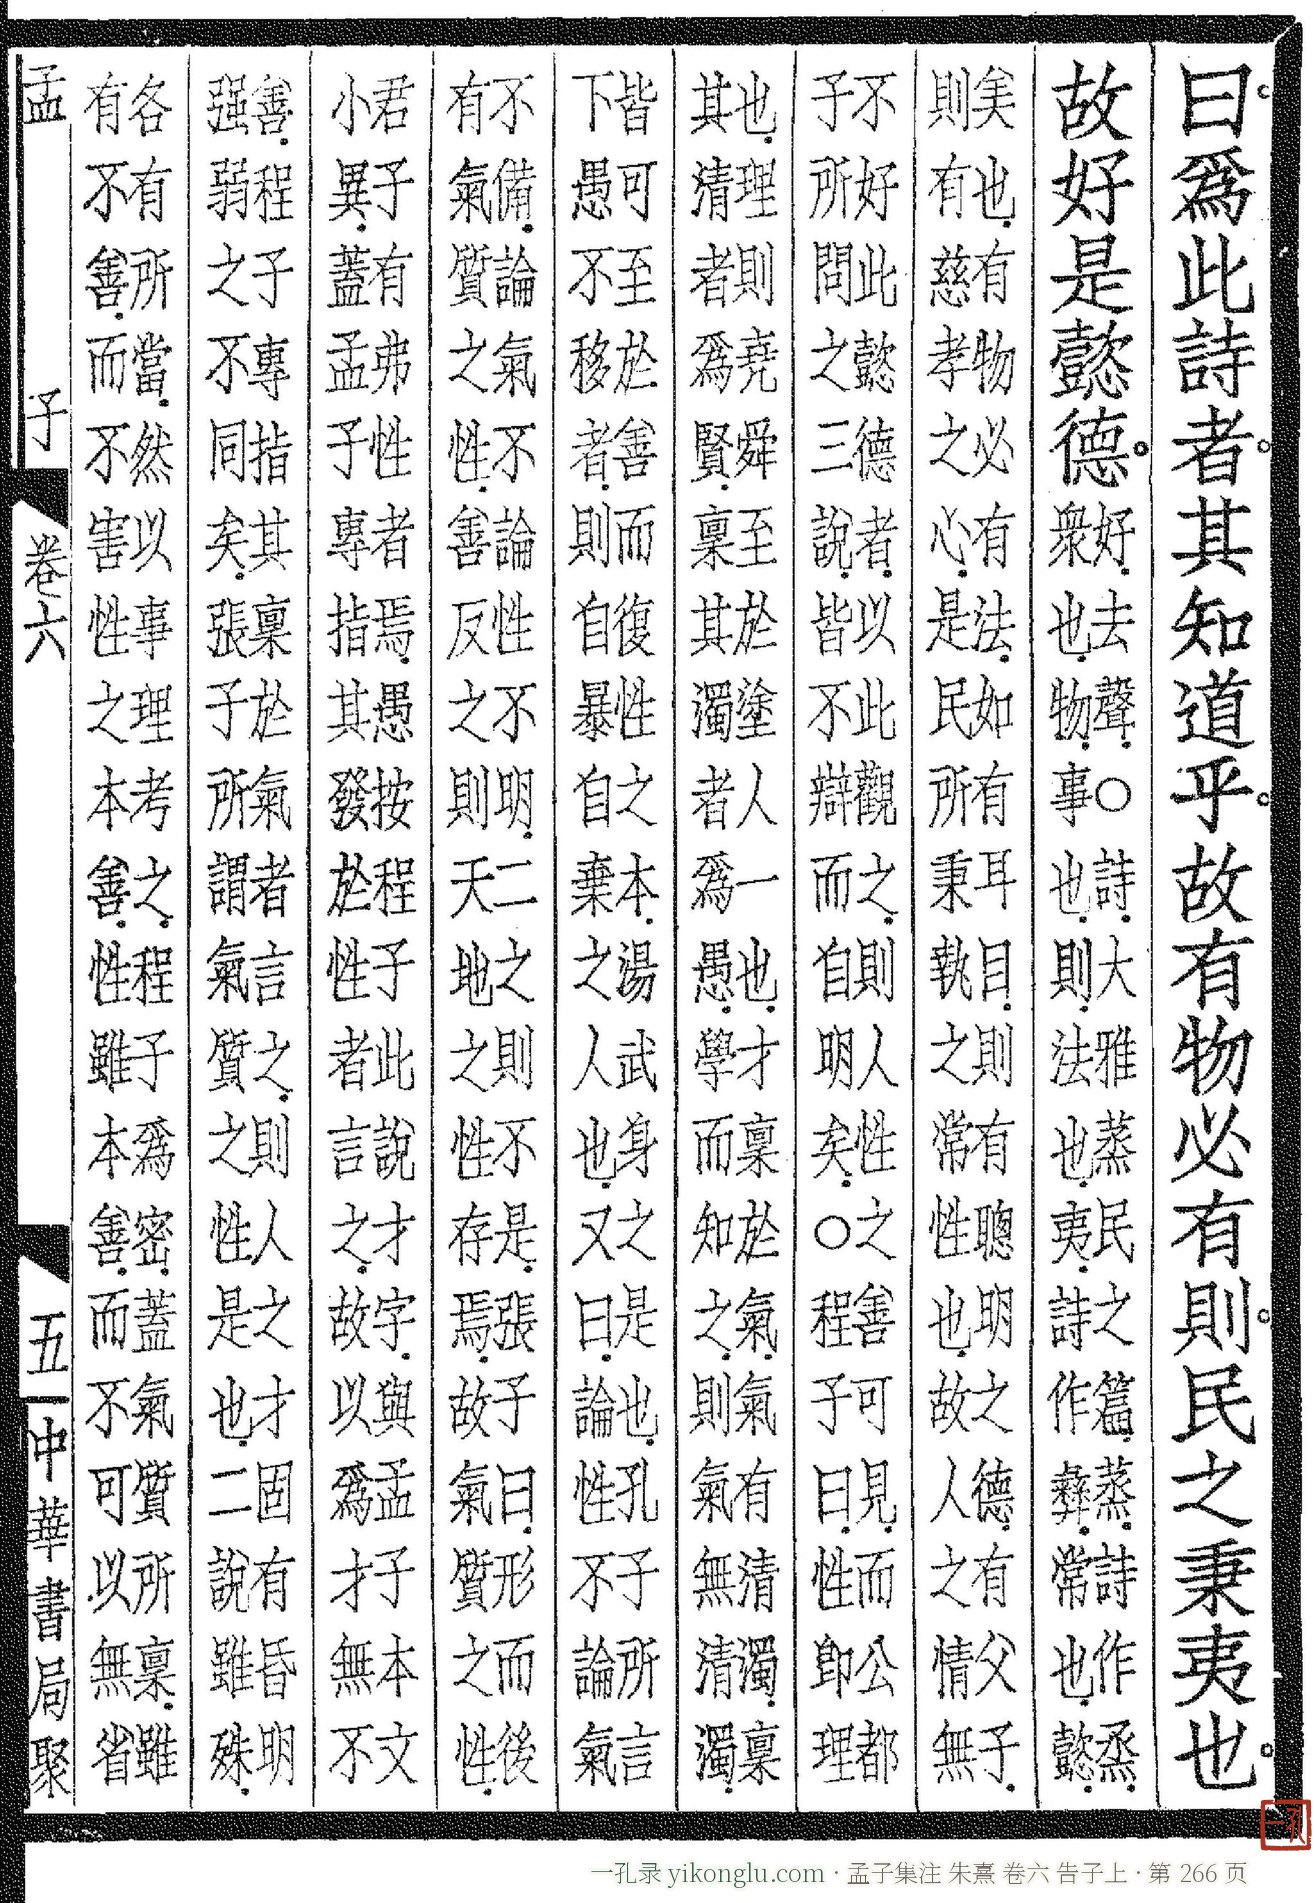 曰爲此詩者其知道乎故有物必有則民之秉夷也
故好是懿德
好去聲○詩大雅蒸民之篇蒸詩作烝
衆也物事也則法也夷詩作彝常也懿
美也有物必有法如有耳目則有聰明之德有父子
則有慈孝之心是民所秉執之常性也故人之情無
不好此懿德者以此觀之則人性之善可見而公都
子所問之三說皆不辯而自明矣○程子曰性卽理
也理則堯舜至於塗人一也才稟於氣氣有清濁稟
其清者爲賢稟其濁者爲愚學而知之則氣無清濁
皆可至於善而復性之本湯武身之是也孔子所言
下愚不移者則自暴自棄之人也又曰論性不論氣
不備論氣不論性不明二之則不是張子曰形而後
有氣質之性善反之則天地之性存焉故氣質之性
君子有弗性者焉愚按程子此說才字與孟子本文
小異蓋孟子專指其發於性者言之故以爲才無不
善程子專指其稟於氣者言之則人之才固有昏明
强弱之不同矣張子所謂氣質之性是也二說雖殊
各有所當然以事理考之程子爲密蓋氣質所稟雖
有不善而不害性之本善性雖本善而不可以無省
孟子 卷六 五 中華書局聚
一孔
一孔录 yikonglu.com · 孟子集注 朱熹 卷六 告子上 · 第 266 页